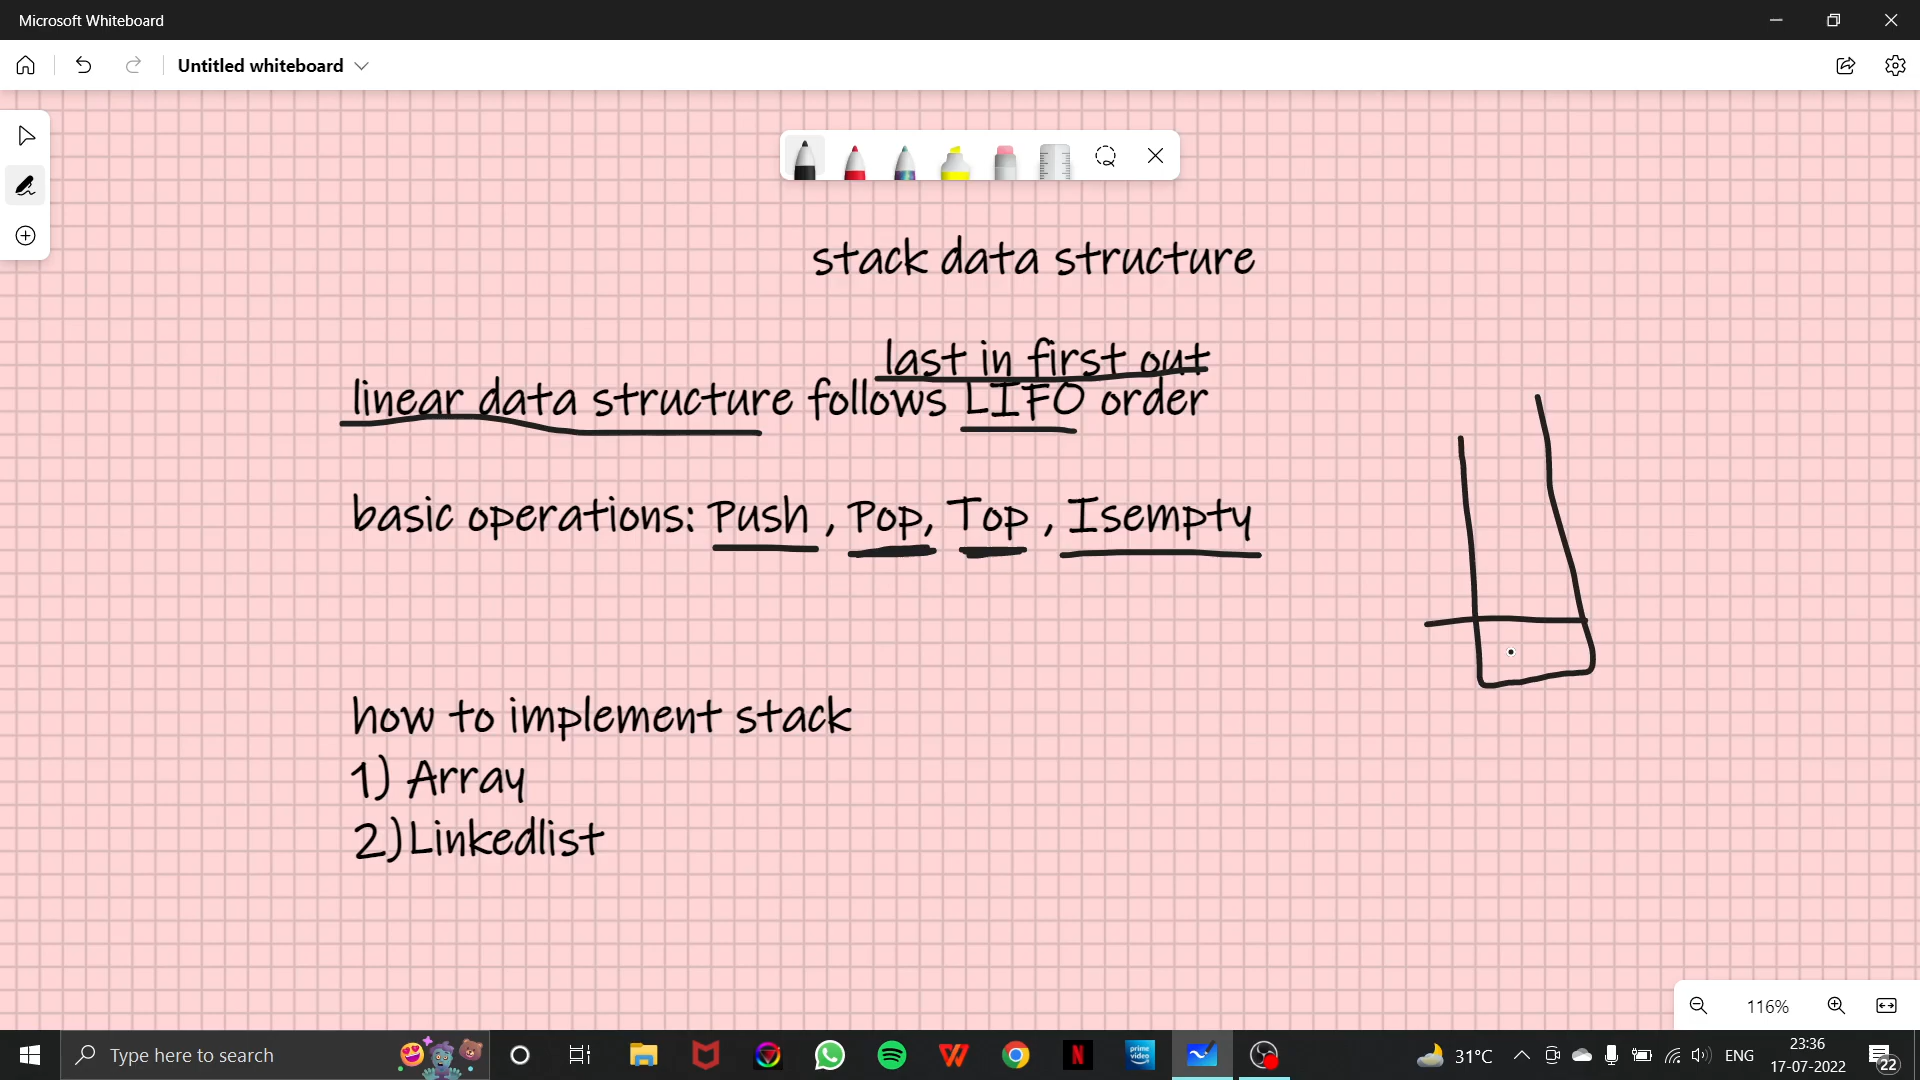 Microsoft Whiteboard
Untitled whiteboard
stack data structure
last in first out
linear data structure follows LIFO order
basic operations: Push , Pop, Top , Isempty
how to implement stack
1) Array
2)Linkedlist
116%
Type here to search
prime video
31°C
ENG
23:36
17-07-2022
22